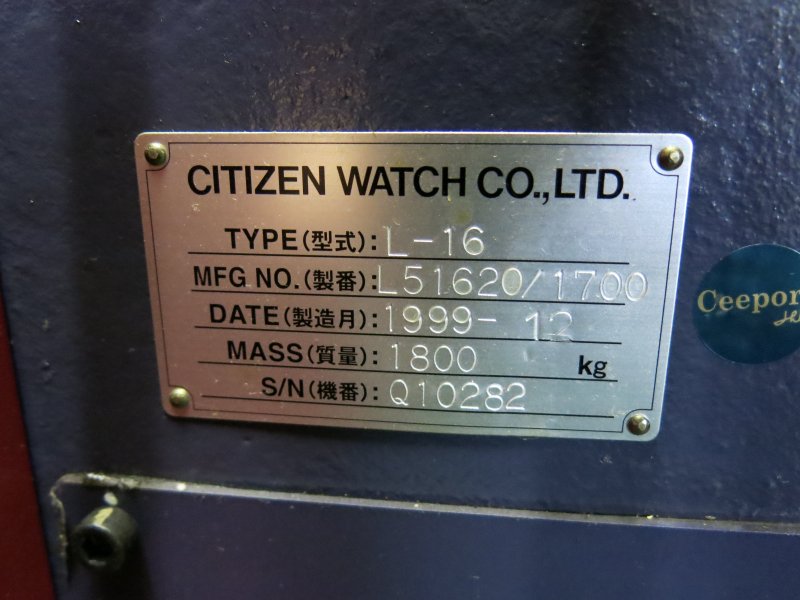 CITIZEN WATCH CO.,LTD.
TYPE(型式): L-16
MFG NO.(製番): L51620/1700
DATE(製造月): 1999- 12
MASS(質量): 1800 kg
S/N(機番): Q10282